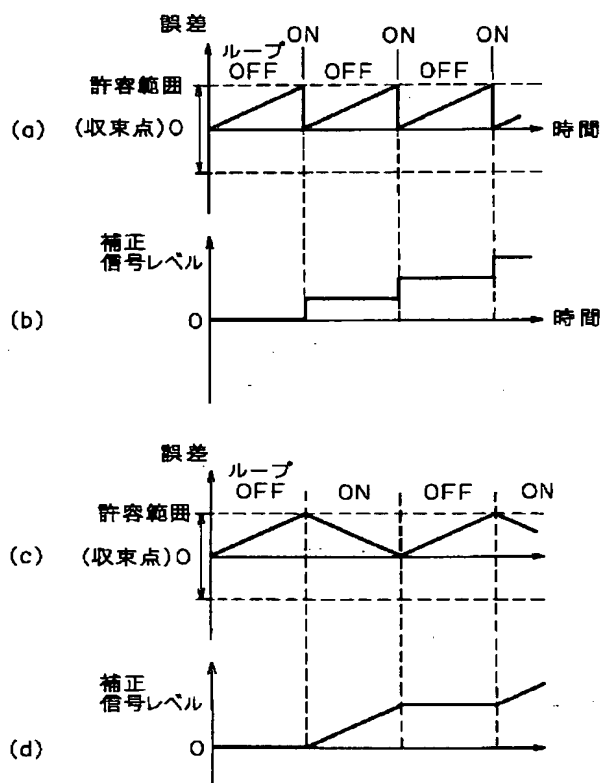 誤差
ループ
ON ON ON
OFF OFF OFF
許容範囲
(a) (収束点)0 時間
補正
信号レベル
(b) 0 時間
誤差
ループ
OFF ON OFF ON
許容範囲
(c) (収束点)0
補正
信号レベル
(d) 0